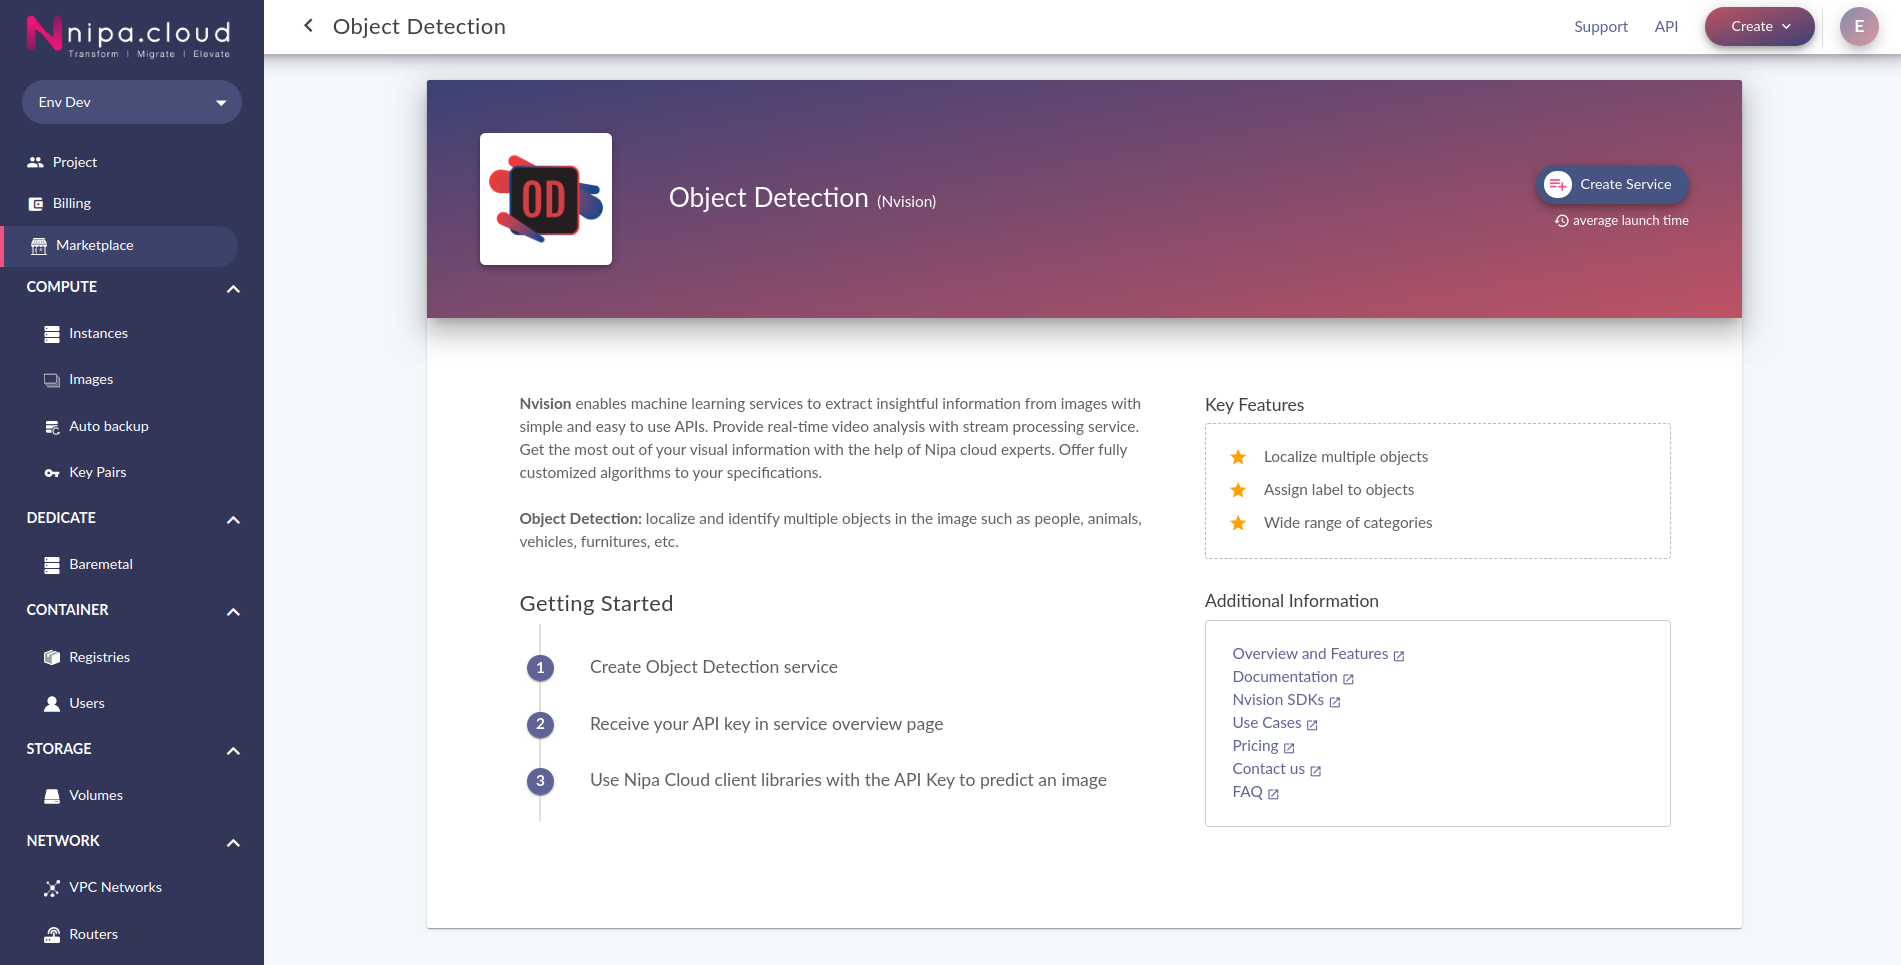 nipa.cloud
Transform | Migrate | Elevate
Env Dev
Project
Billing
Marketplace
COMPUTE
Instances
Images
Auto backup
Key Pairs
DEDICATE
Baremetal
CONTAINER
Registries
Users
STORAGE
Volumes
NETWORK
VPC Networks
Routers
Object Detection
Support
API
Create
E
OD
Object Detection (Nvision)
Create Service
average launch time
Nvision enables machine learning services to extract insightful information from images with
simple and easy to use APIs. Provide real-time video analysis with stream processing service.
Get the most out of your visual information with the help of Nipa cloud experts. Offer fully
customized algorithms to your specifications.
Object Detection: localize and identify multiple objects in the image such as people, animals,
vehicles, furnitures, etc.
Getting Started
1 Create Object Detection service
2 Receive your API key in service overview page
3 Use Nipa Cloud client libraries with the API Key to predict an image
Key Features
Localize multiple objects
Assign label to objects
Wide range of categories
Additional Information
Overview and Features
Documentation
Nvision SDKs
Use Cases
Pricing
Contact us
FAQ